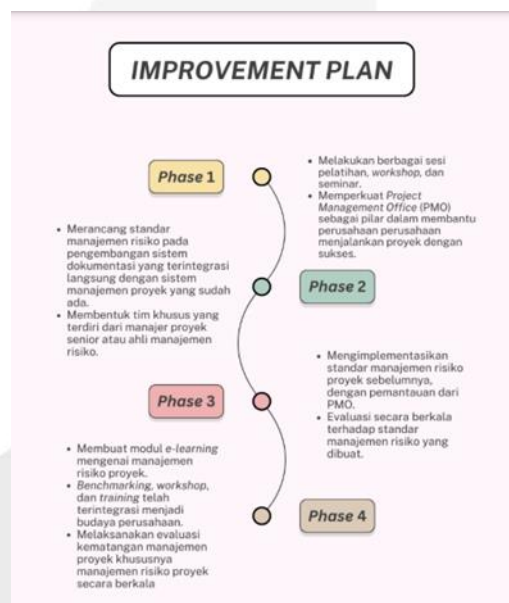 IMPROVEMENT PLAN
Phase 1
• Melakukan berbagai sesi
pelatihan, workshop, dan
seminar.
• Memperkuat Project
Management Office (PMO)
sebagai pilar dalam membantu
perusahaan perusahaan
menjalankan proyek dengan
sukses.
Phase 2
• Merancang standar
manajemen risiko pada
pengembangan sistem
dokumentasi yang terintegrasi
langsung dengan sistem
manajemen proyek yang sudah
ada.
• Membentuk tim khusus yang
terdiri dari manajer proyek
senior atau ahli manajemen
risiko.
Phase 3
• Mengimplementasikan
standar manajemen risiko
proyek sebelumnya,
dengan pemantauan dari
PMO.
• Evaluasi secara berkala
terhadap standar
manajemen risiko yang
dibuat.
Phase 4
• Membuat modul e-learning
mengenai manajemen
risiko proyek.
• Benchmarking, workshop,
dan training telah
terintegrasi menjadi
budaya perusahaan.
• Melaksanakan evaluasi
kematangan manajemen
proyek khususnya
manajemen risiko proyek
secara berkala